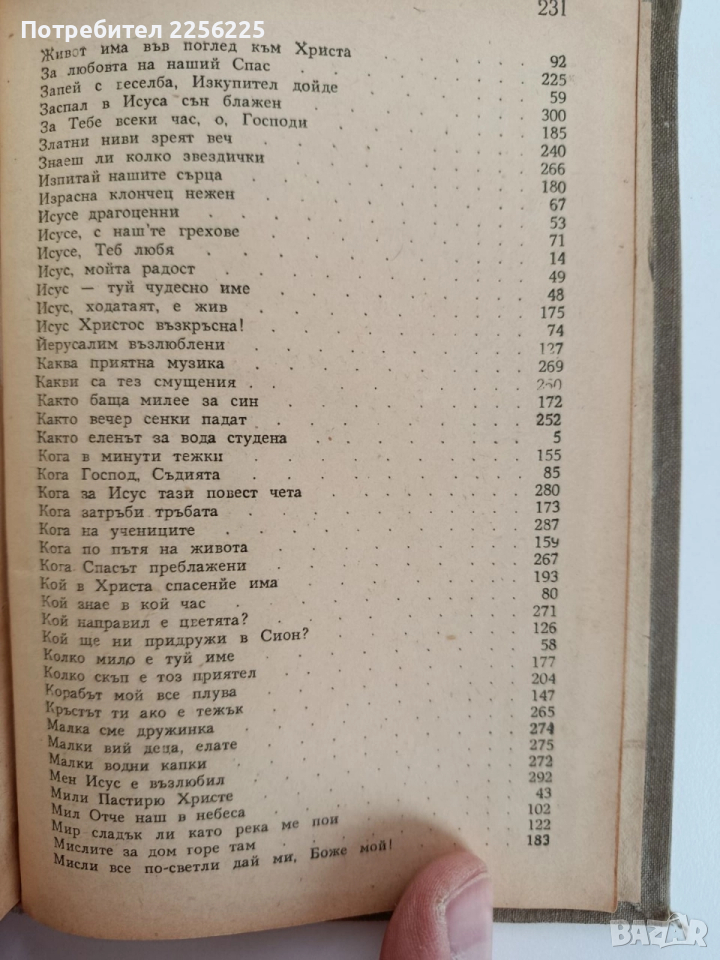 Потребител 2256225
231
Живот има във поглед към Христа 92
За любовта на наший Спас 225
Запей с веселба, Изкупител дойде 59
Заспал в Исуса сън блажен 300
За Тебе всеки час, о, Господи 185
Златни ниви зреят веч 240
Знаеш ли колко звездички 266
Изпитай нашите сърца 180
Израсна клончец нежен 67
Исусе драгоценни 53
Исусе, с наш'те грехове 71
Исусе, Теб любя 14
Исус, мойта радост 49
Исус — туй чудесно име 48
Исус, ходатаят, е жив 175
Исус Христос възкръсна! 74
Йерусалим възлюблени 127
Каква приятна музика 269
Какви са тез смущения 260
Както баща милее за син 172
Както вечер сенки падат 252
Както еленът за вода студена 5
Кога в минути тежки 155
Кога Господ, Съдията 85
Кога за Исус тази повест чета 280
Кога затръби тръбата 173
Кога на учениците 287
Кога по пътя на живота 159
Кога Спасът преблажени 267
Кой в Христа спасенйе има 193
Кой знае в кой час 80
Кой направил е цветята? 271
Кой ще ни придружи в Сион? 126
Колко мило е туй име 58
Колко скъп е тоз приятел 177
Корабът мой все плува 204
Кръстът ти ако е тежък 147
Малка сме дружинка 265
Малки вий деца, елате 274
Малки водни капки 275
Мен Исус е възлюбил 272
Мили Пастирю Христе 292
Мил Отче наш в небеса 43
Мир сладък ли като река ме пои 102
Мислите за дом горе там 122
Мисли все по-светли дай ми, Боже мой! 183
BAZAR